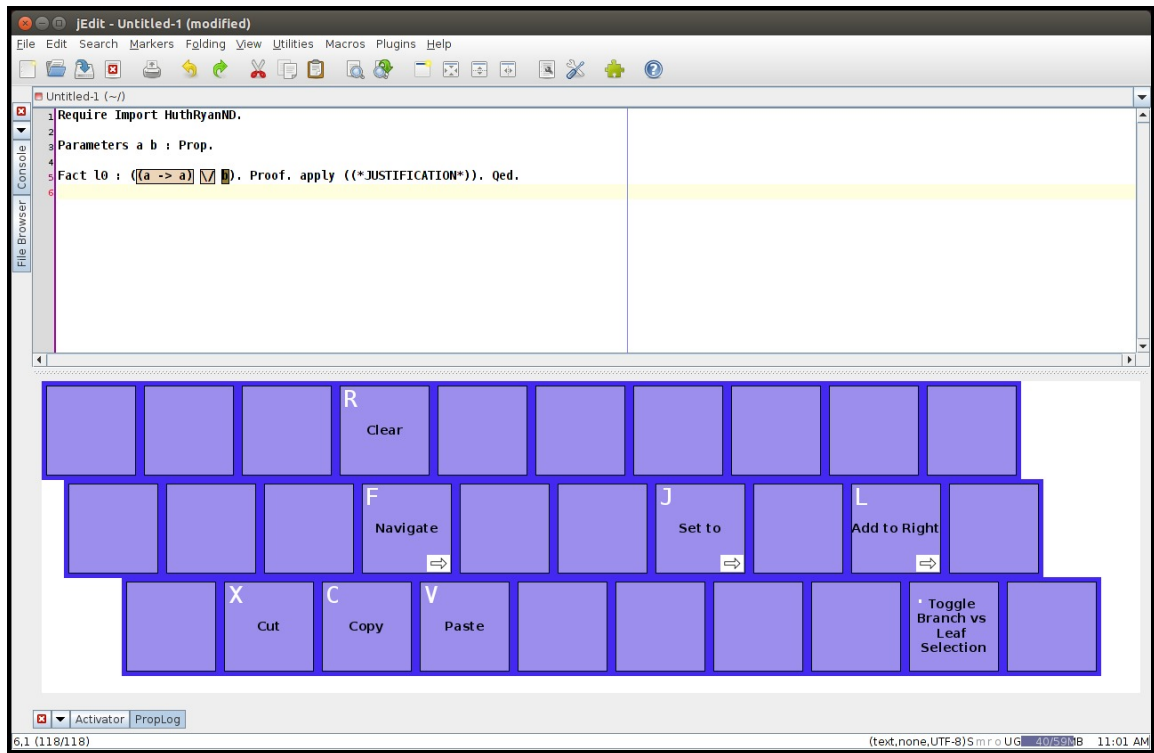 jEdit - Untitled-1 (modified)
File Edit Search Markers Folding View Utilities Macros Plugins Help
Untitled-1 (~/)
1 Require Import HuthRyanND.
2
3 Parameters a b : Prop.
4
5 Fact l0 : ((a -> a) \/ b). Proof. apply ((*JUSTIFICATION*)). Qed.
6
Console
File Browser
R
Clear
F
Navigate
J
Set to
L
Add to Right
X
Cut
C
Copy
V
Paste
. Toggle
Branch vs
Leaf
Selection
Activator PropLog
6,1 (118/118) (text,none,UTF-8)S m r o UG 40/59MB 11:01 AM